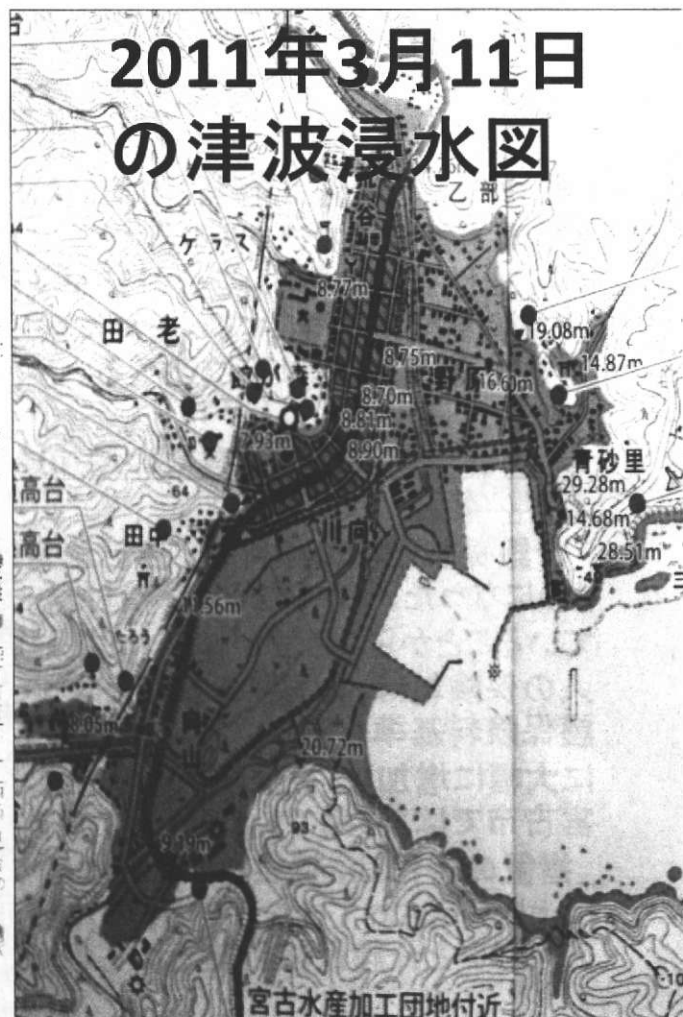 2011年3月11日
の津波浸水図
乙部
ケラス
8.77m
田老
19.08m
8.75m
14.87m
野原
16.60m
8.70m
8.81m
7.93m
8.90m
青砂里
29.28m
高台
64
14.68m
田中
川向
28.51m
高台
11.56m
たろう
8.05m
20.72m
93
9.19m
宮古水産加工団地付近